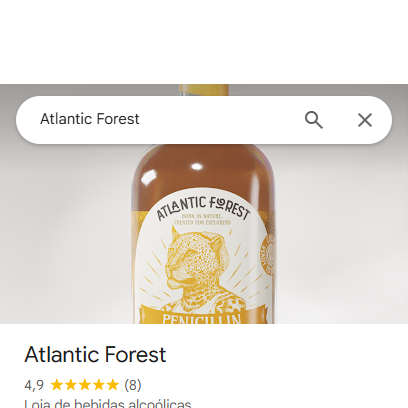 Atlantic Forest
ATLANTIC FOREST
BORN IN NATURE,
CREATED FOR EXPLORERS
PENICILLIN
Atlantic Forest
4,9 (8)
Loja de bebidas alcoólicas